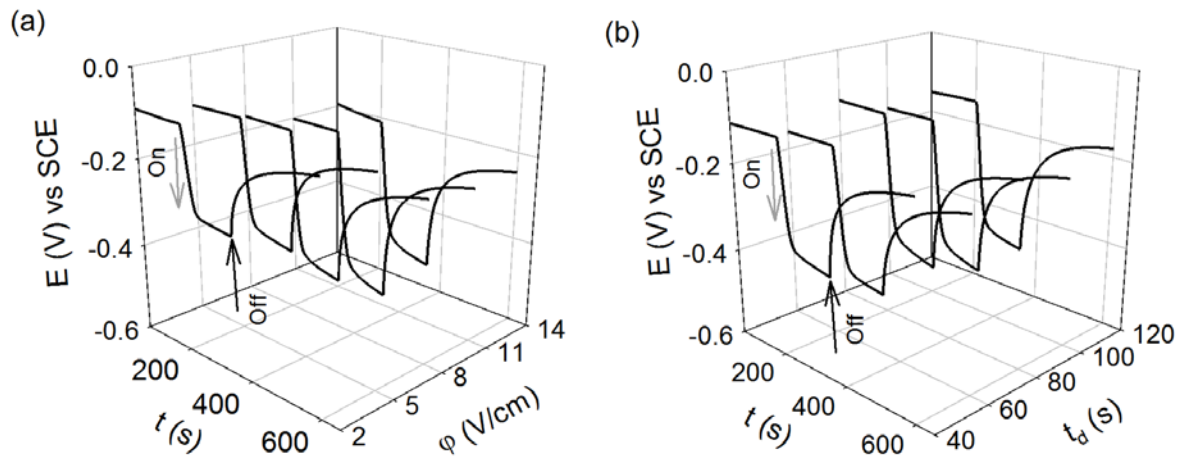 (a)
E (V) vs SCE
0.0
-0.2
-0.4
-0.6
On
Off
200
400
600
t (s)
2
5
8
11
14
φ (V/cm)
(b)
E (V) vs SCE
0.0
-0.2
-0.4
-0.6
On
Off
200
400
600
t (s)
40
60
80
100
120
t_d (s)